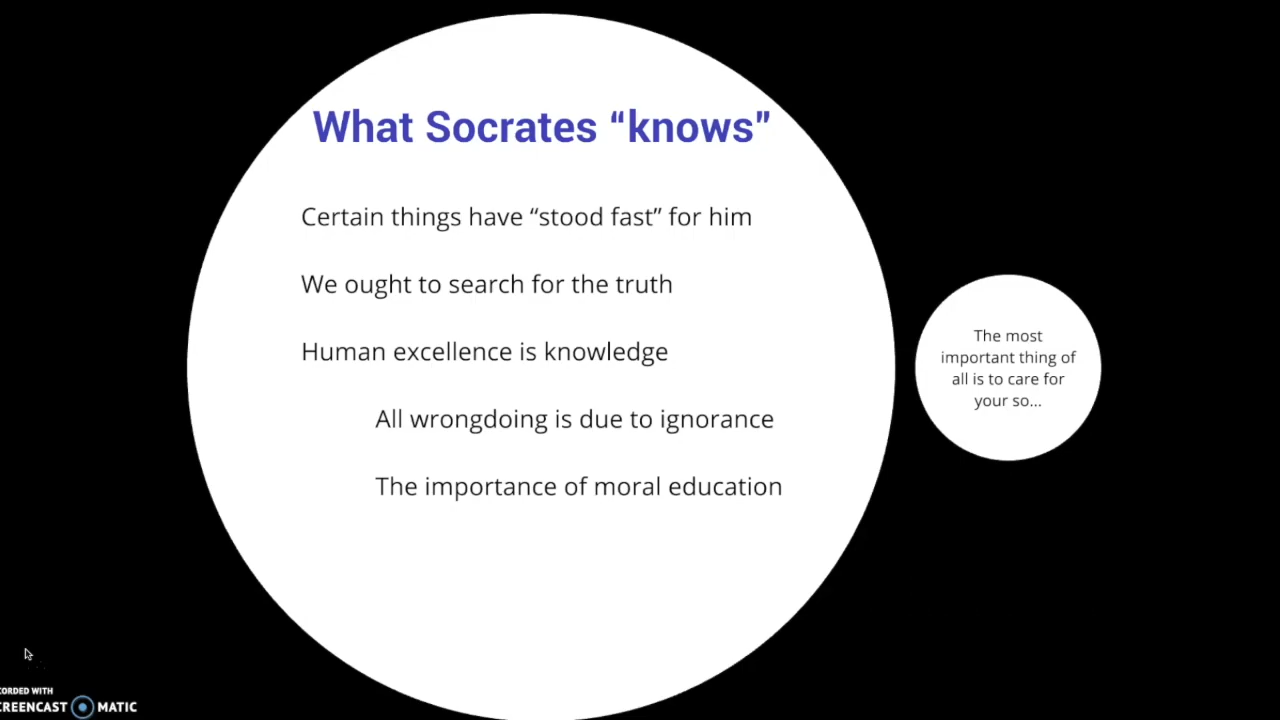 What Socrates “knows”
Certain things have “stood fast” for him
We ought to search for the truth
Human excellence is knowledge
All wrongdoing is due to ignorance
The importance of moral education
The most
important thing of
all is to care for
your so...
CORDED WITH
CREENCAST MATIC